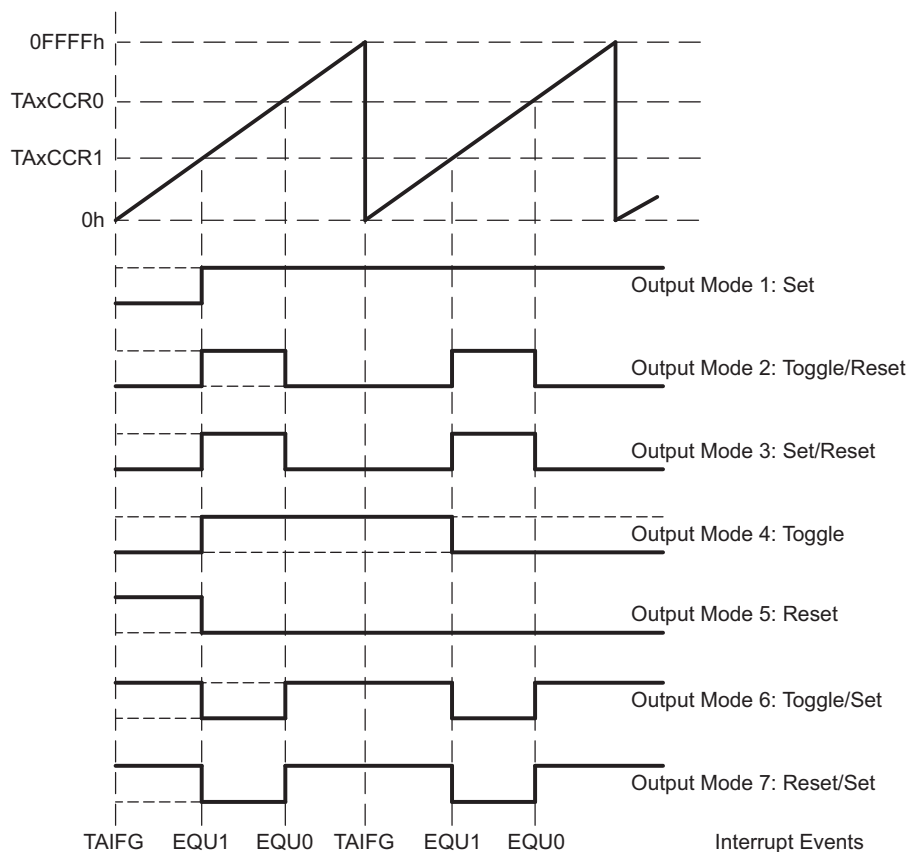 0FFFFh
TAxCCR0
TAxCCR1
0h
Output Mode 1: Set
Output Mode 2: Toggle/Reset
Output Mode 3: Set/Reset
Output Mode 4: Toggle
Output Mode 5: Reset
Output Mode 6: Toggle/Set
Output Mode 7: Reset/Set
TAIFG EQU1 EQU0 TAIFG EQU1 EQU0 Interrupt Events